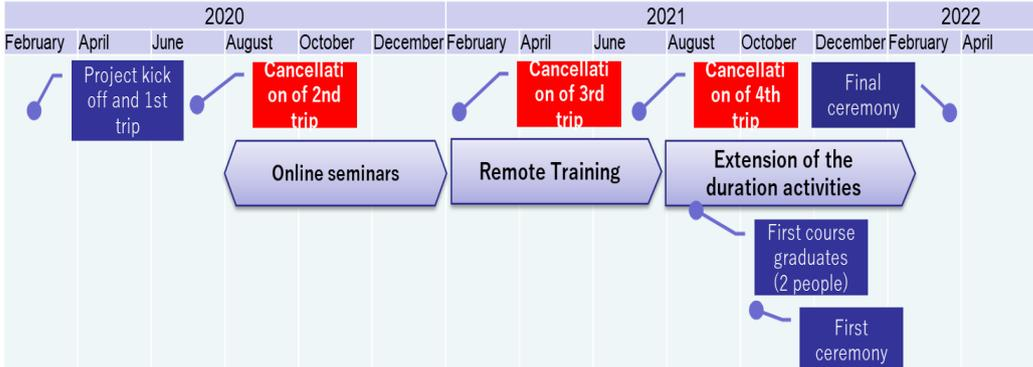 2020 2021 2022
February April June August October December February April June August October December February April
Project kick
off and 1st
trip
Cancellati
on of 2nd
trip
Cancellati
on of 3rd
trip
Cancellati
on of 4th
trip
Final
ceremony
Online seminars
Remote Training
Extension of the
duration activities
First course
graduates
(2 people)
First
ceremony